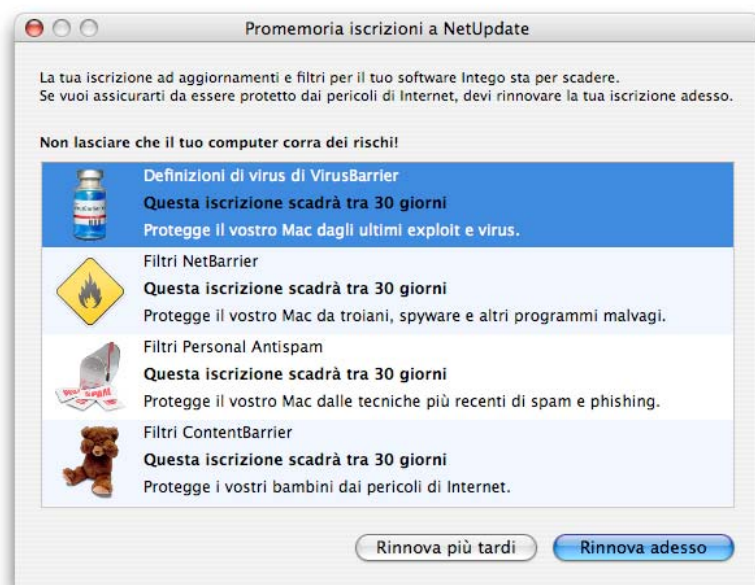 Promemoria iscrizioni a NetUpdate
La tua iscrizione ad aggiornamenti e filtri per il tuo software Intego sta per scadere.
Se vuoi assicurarti da essere protetto dai pericoli di Internet, devi rinnovare la tua iscrizione adesso.
Non lasciare che il tuo computer corra dei rischi!
Definizioni di virus di VirusBarrier
Questa iscrizione scadrà tra 30 giorni
Protegge il vostro Mac dagli ultimi exploit e virus.
Filtri NetBarrier
Questa iscrizione scadrà tra 30 giorni
Protegge il vostro Mac da troiani, spyware e altri programmi malvagi.
Filtri Personal Antispam
Questa iscrizione scadrà tra 30 giorni
Protegge il vostro Mac dalle tecniche più recenti di spam e phishing.
SPAM
Filtri ContentBarrier
Questa iscrizione scadrà tra 30 giorni
Protegge i vostri bambini dai pericoli di Internet.
Rinnova più tardi
Rinnova adesso